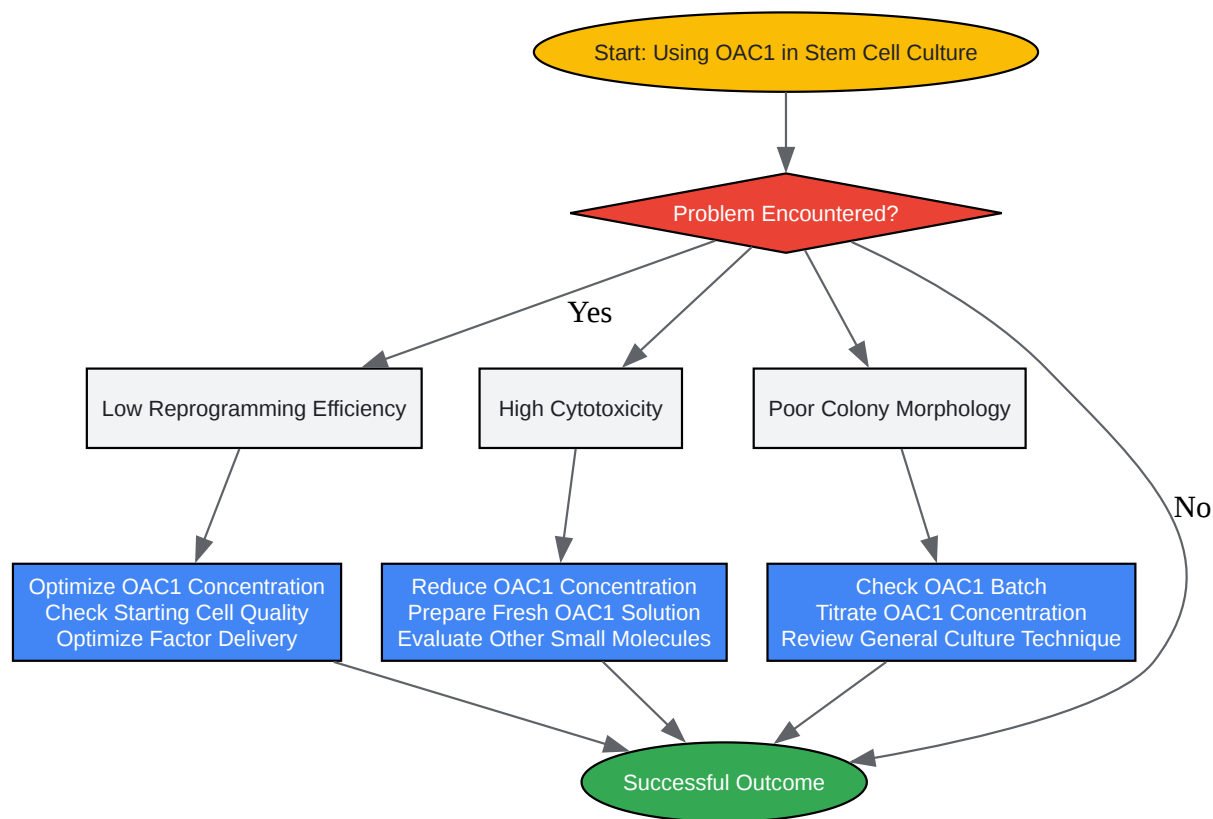 Start: Using OAC1 in Stem Cell Culture
Problem Encountered?
Yes
Low Reprogramming Efficiency
High Cytotoxicity
Poor Colony Morphology
No
Optimize OAC1 Concentration
Check Starting Cell Quality
Optimize Factor Delivery
Reduce OAC1 Concentration
Prepare Fresh OAC1 Solution
Evaluate Other Small Molecules
Check OAC1 Batch
Titrate OAC1 Concentration
Review General Culture Technique
Successful Outcome